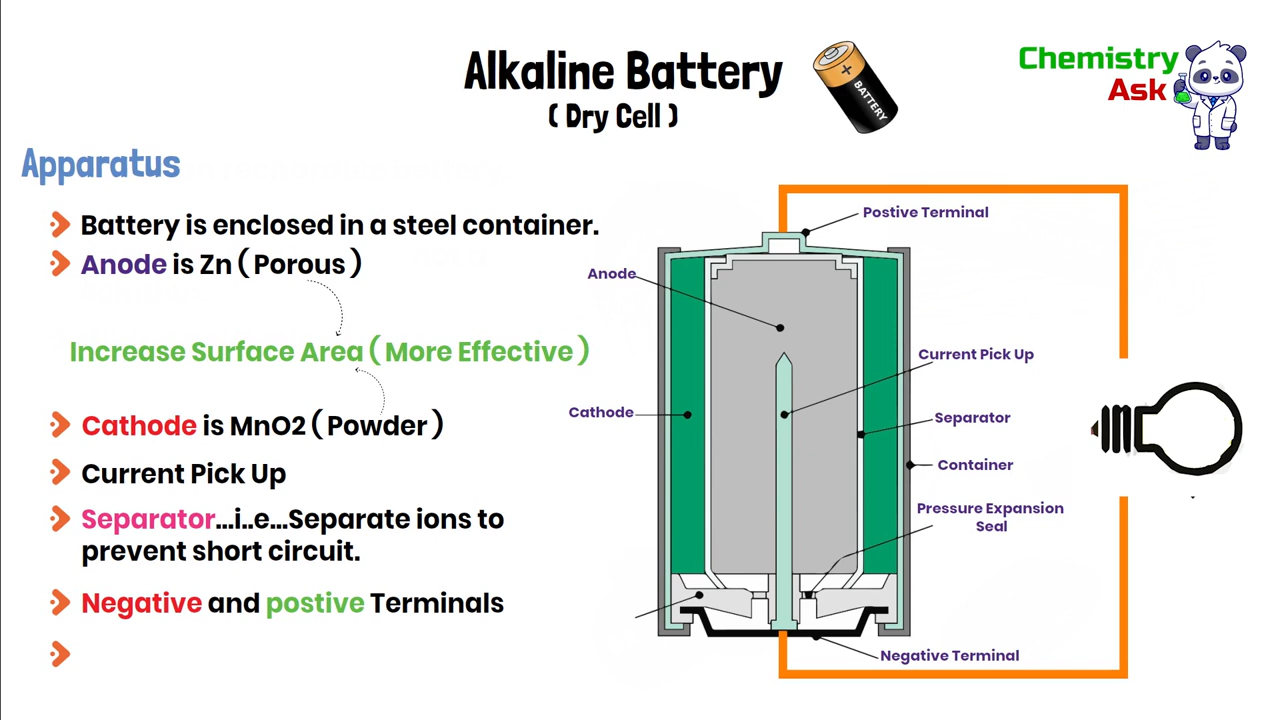 Alkaline Battery
( Dry Cell )
BATTERY
+
Chemistry
Ask
Apparatus
Battery is enclosed in a steel container.
Anode is Zn ( Porous )
Increase Surface Area ( More Effective )
Cathode is MnO2 ( Powder )
Current Pick Up
Separator...i..e...Separate ions to
prevent short circuit.
Negative and postive Terminals
Postive Terminal
Anode
Current Pick Up
Cathode
Separator
Container
Pressure Expansion
Seal
Negative Terminal